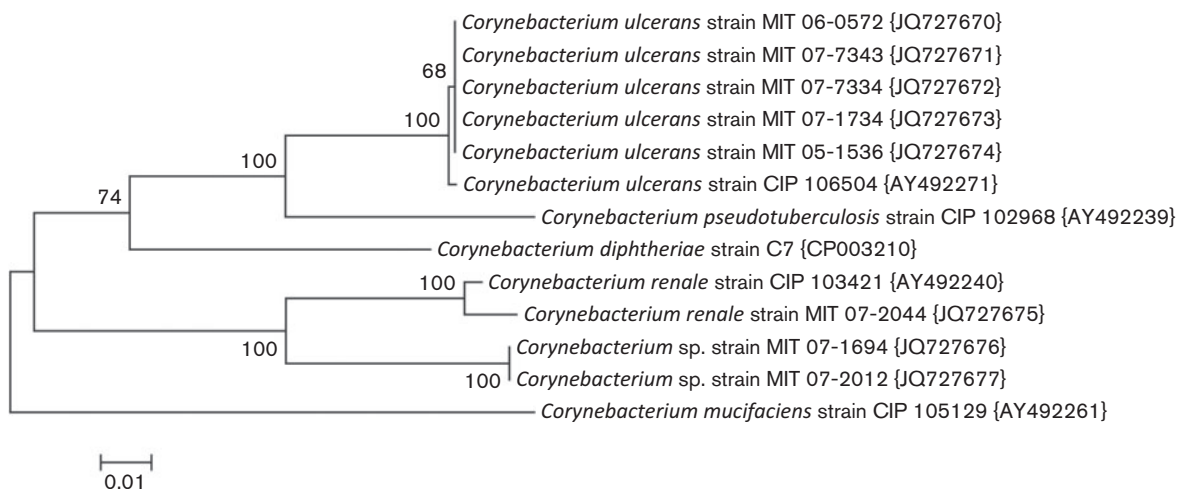 Corynebacterium ulcerans strain MIT 06-0572 {JQ727670}
Corynebacterium ulcerans strain MIT 07-7343 {JQ727671}
68
Corynebacterium ulcerans strain MIT 07-7334 {JQ727672}
100
Corynebacterium ulcerans strain MIT 07-1734 {JQ727673}
Corynebacterium ulcerans strain MIT 05-1536 {JQ727674}
100
Corynebacterium ulcerans strain CIP 106504 {AY492271}
74
Corynebacterium pseudotuberculosis strain CIP 102968 {AY492239}
Corynebacterium diphtheriae strain C7 {CP003210}
100
Corynebacterium renale strain CIP 103421 {AY492240}
Corynebacterium renale strain MIT 07-2044 {JQ727675}
100
Corynebacterium sp. strain MIT 07-1694 {JQ727676}
100
Corynebacterium sp. strain MIT 07-2012 {JQ727677}
Corynebacterium mucifaciens strain CIP 105129 {AY492261}
0.01